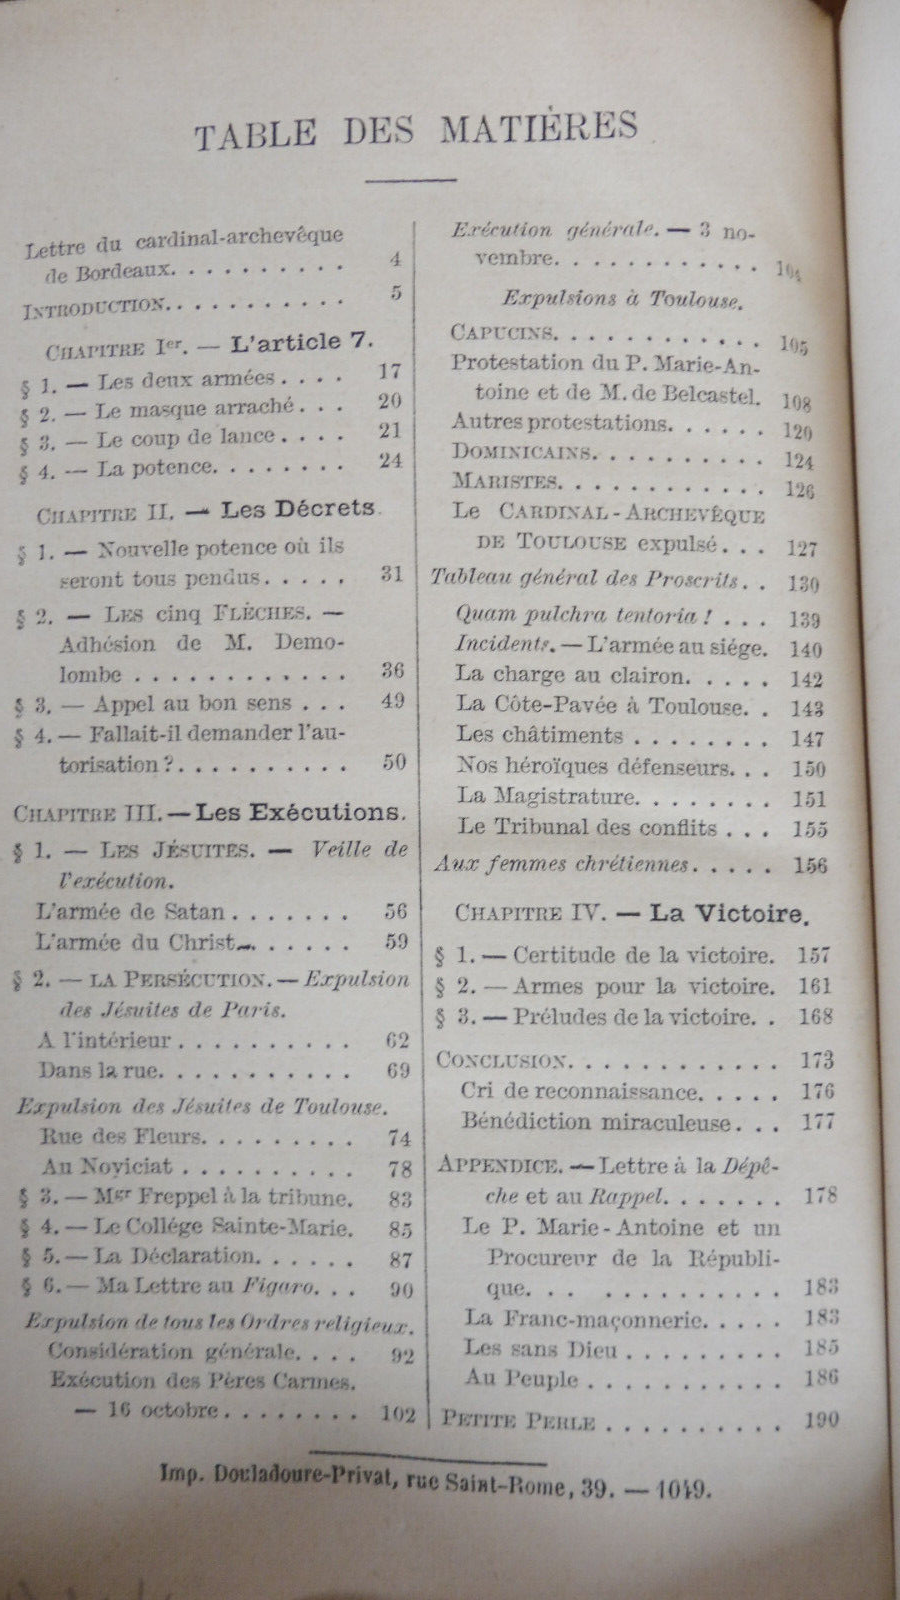 TABLE DES MATIÈRES
Lettre du cardinal-archevêque
de Bordeaux. . . . . . . . . . 4
INTRODUCTION. . . . . . . . . . . 5
CHAPITRE Ier. — L'article 7.
§ 1. — Les deux armées. . . . 17
§ 2. — Le masque arraché. . . 20
§ 3. — Le coup de lance. . . . 21
§ 4. — La potence. . . . . . . . 24
CHAPITRE II. — Les Décrets.
§ 1. — Nouvelle potence où ils
seront tous pendus. . . . . 31
§ 2. — LES cinq FLÈCHES. —
Adhésion de M. Demo-
lombe . . . . . . . . . . . . 36
§ 3. — Appel au bon sens . . . 49
§ 4. — Fallait-il demander l'au-
torisation ?. . . . . . . . . . 50
CHAPITRE III. — Les Exécutions.
§ 1. — LES JÉSUITES. — Veille de
l'exécution.
L'armée de Satan . . . . . . . 56
L'armée du Christ. . . . . . . 59
§ 2. — LA PERSÉCUTION. — Expulsion
des Jésuites de Paris.
A l'intérieur . . . . . . . . . . 62
Dans la rue. . . . . . . . . . . 69
Expulsion des Jésuites de Toulouse.
Rue des Fleurs. . . . . . . . . 74
Au Noviciat . . . . . . . . . . 78
§ 3. — Mgr Freppel à la tribune. 83
§ 4. — Le Collége Sainte-Marie. 85
§ 5. — La Déclaration. . . . . . 87
§ 6. — Ma Lettre au Figaro. . . 90
Expulsion de tous les Ordres religieux.
Considération générale. . . . 92
Exécution des Pères Carmes.
— 16 octobre . . . . . . . . 102
Exécution générale. — 3 no-
vembre. . . . . . . . . . . . 104
Expulsions à Toulouse.
CAPUCINS. . . . . . . . . . . . . 105
Protestation du P. Marie-An-
toine et de M. de Belcastel. 108
Autres protestations. . . . . . 120
DOMINICAINS. . . . . . . . . . . 124
MARISTES. . . . . . . . . . . . . 126
Le CARDINAL-ARCHEVÊQUE
DE TOULOUSE expulsé. . . 127
Tableau général des Proscrits. . 130
Quam pulchra tentoria ! . . . 139
Incidents. — L'armée au siége. 140
La charge au clairon. . . . . 142
La Côte-Pavée à Toulouse. . 143
Les châtiments . . . . . . . . 147
Nos héroïques défenseurs. . . 150
La Magistrature. . . . . . . . 151
Le Tribunal des conflits . . . 155
Aux femmes chrétiennes. . . . . 156
CHAPITRE IV. — La Victoire.
§ 1. — Certitude de la victoire. 157
§ 2. — Armes pour la victoire. 161
§ 3. — Préludes de la victoire. . 168
CONCLUSION. . . . . . . . . . . . 173
Cri de reconnaissance. . . . . 176
Bénédiction miraculeuse. . . 177
APPENDICE. — Lettre à la Dépê-
che et au Rappel. . . . . . . 178
Le P. Marie-Antoine et un
Procureur de la Républi-
que. . . . . . . . . . . . . 183
La Franc-maçonnerie. . . . . 183
Les sans Dieu . . . . . . . . . 185
Au Peuple . . . . . . . . . . . 186
PETITE PERLE . . . . . . . . . . 190
Imp. Douladoure-Privat, rue Saint-Rome, 39. — 1049.